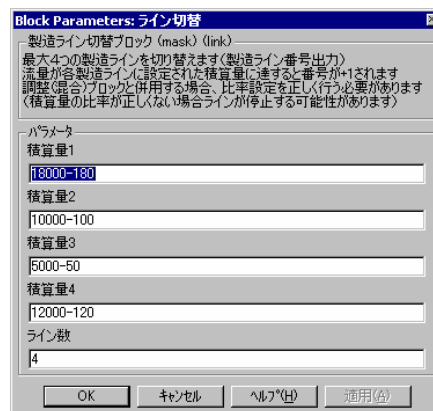 Block Parameters: ライン切替
製造ライン切替ブロック (mask) (link)
最大4つの製造ラインを切り替えます(製造ライン番号出力)
流量が各製造ラインに設定された積算量に達すると番号が+1されます
調整(混合)ブロックと併用する場合、比率設定を正しく行う必要があります
(積算量の比率が正しくない場合ラインが停止する可能性があります)
パラメータ
積算量1
18000-180
積算量2
10000-100
積算量3
5000-50
積算量4
12000-120
ライン数
4
OK キャンセル ヘルプ(H) 適用(A)